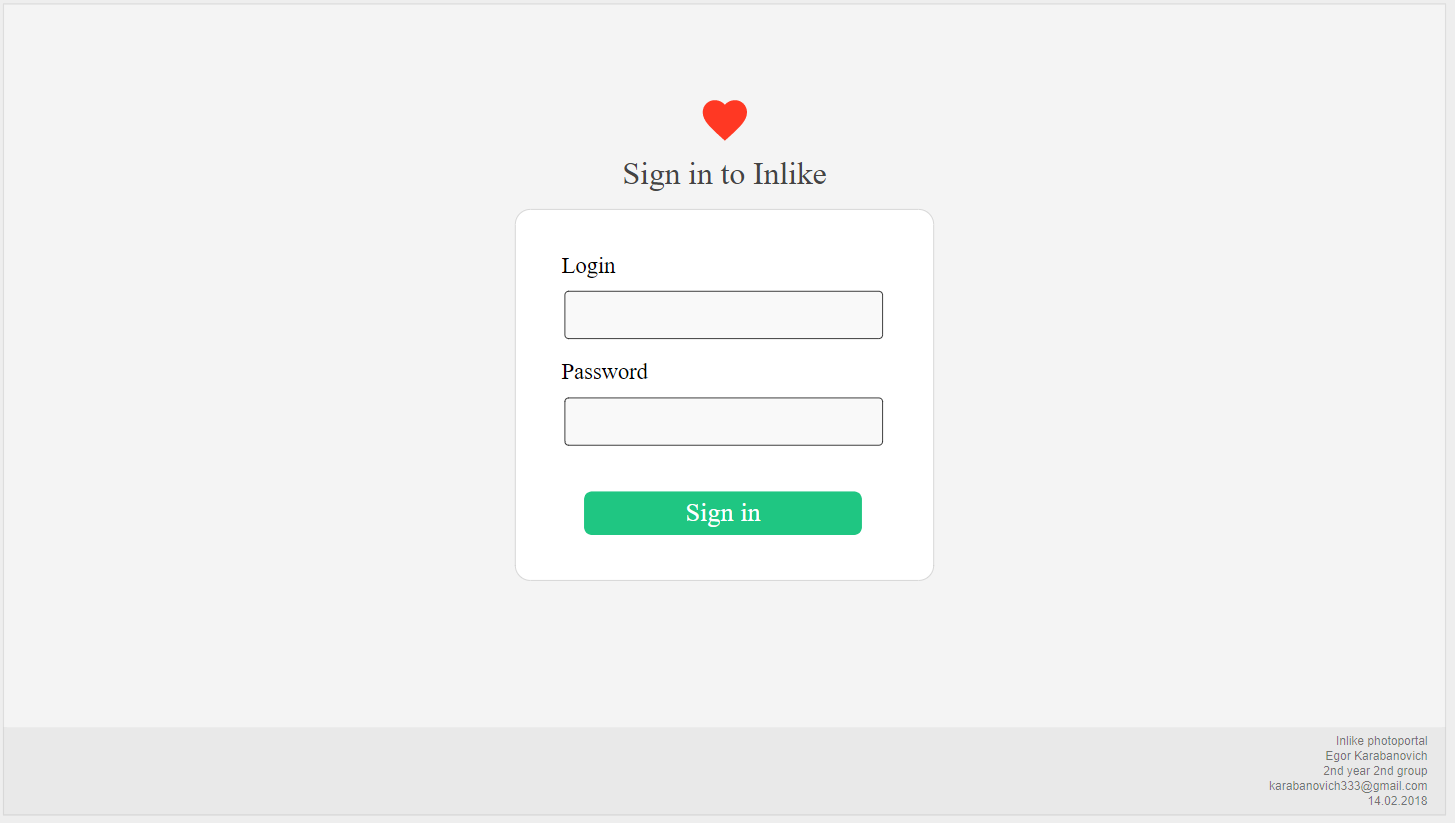 Sign in to Inlike
Login
Password
Sign in
Inlike photoportal
Egor Karabanovich
2nd year 2nd group
karabanovich333@gmail.com
14.02.2018